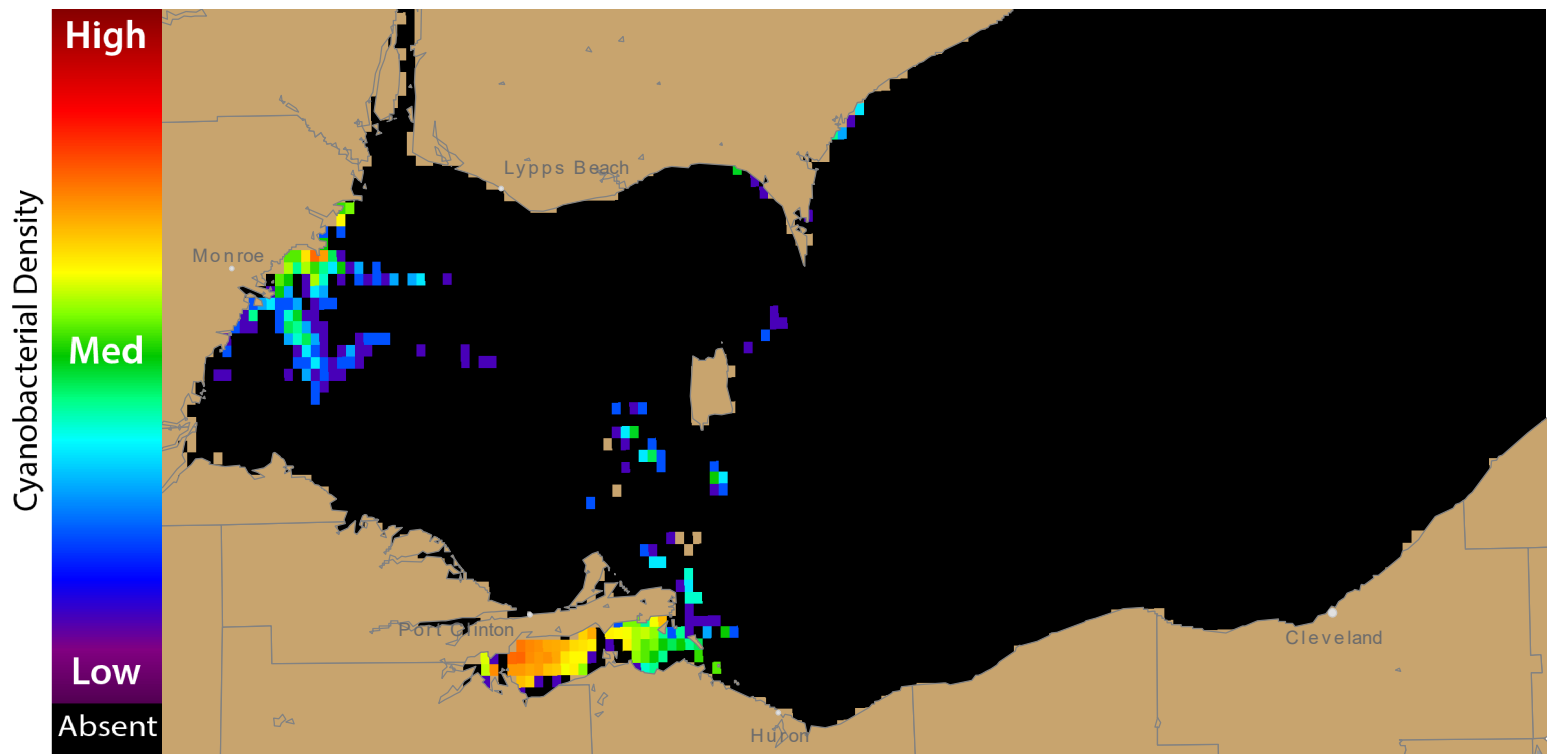 High
Cyanobacterial Density
Med
Low
Absent
Lypps Beach
Monroe
Port Clinton
Cleveland
Huron